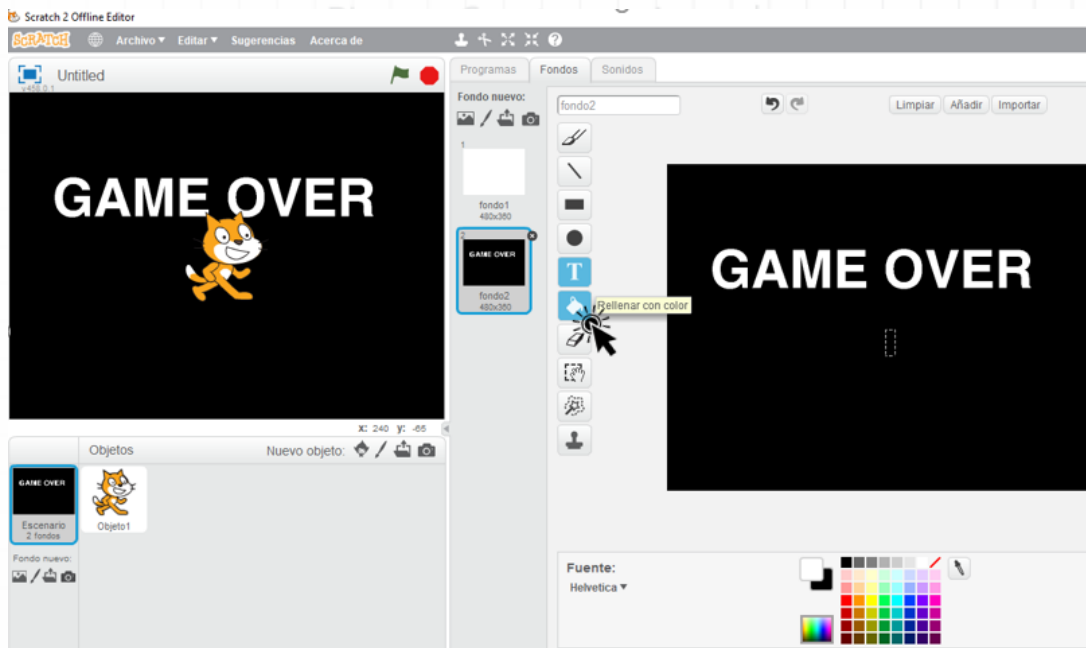 Scratch 2 Offline Editor
SCRATCH Archivo Editar Sugerencias Acerca de
Untitled
v458.0.1
GAME OVER
X: 240 y: -65
Objetos Nuevo objeto:
GAME OVER
Escenario
2 fondos
Objeto1
Fondo nuevo:
Programas Fondos Sonidos
Fondo nuevo:
1
fondo1
480x360
2
GAME OVER
fondo2
480x360
fondo2
Limpiar Añadir Importar
T
Rellenar con color
GAME OVER
Fuente:
Helvetica